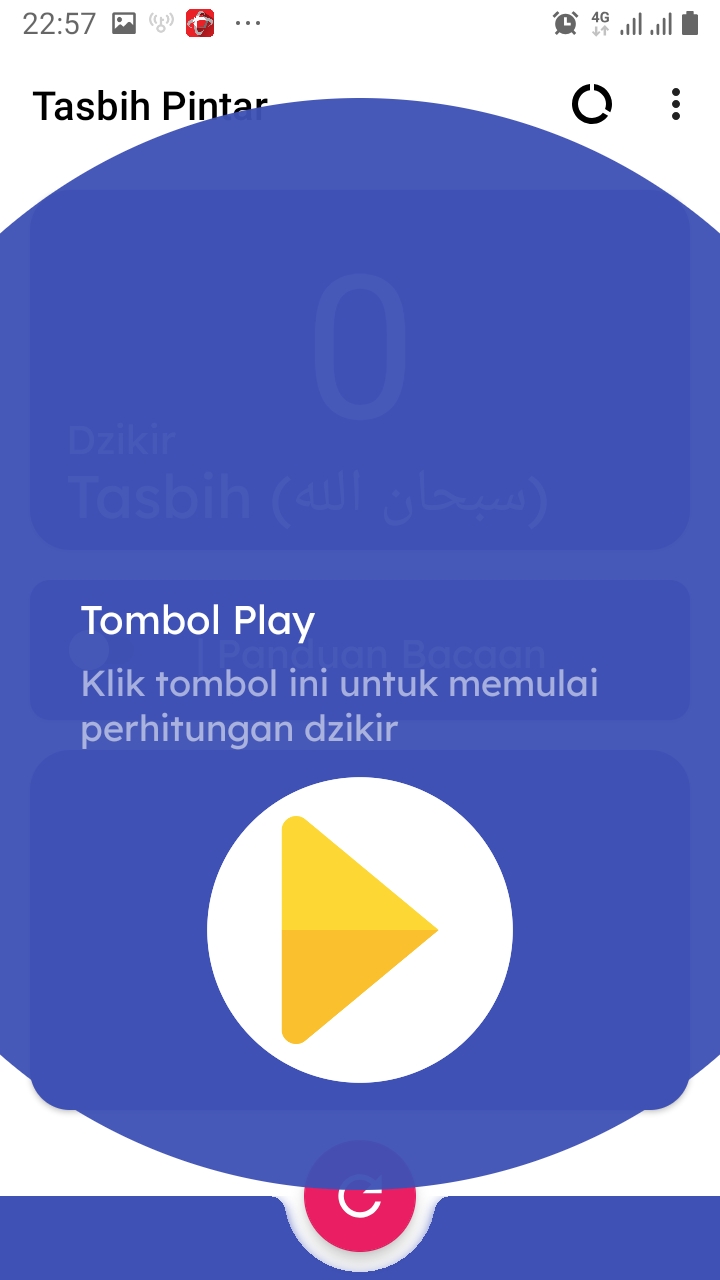 22:57
4G
Tasbih Pintar
0
Dzikir
Tasbih (سبحان الله)
Tombol Play
| Panduan Bacaan
Klik tombol ini untuk memulai
perhitungan dzikir